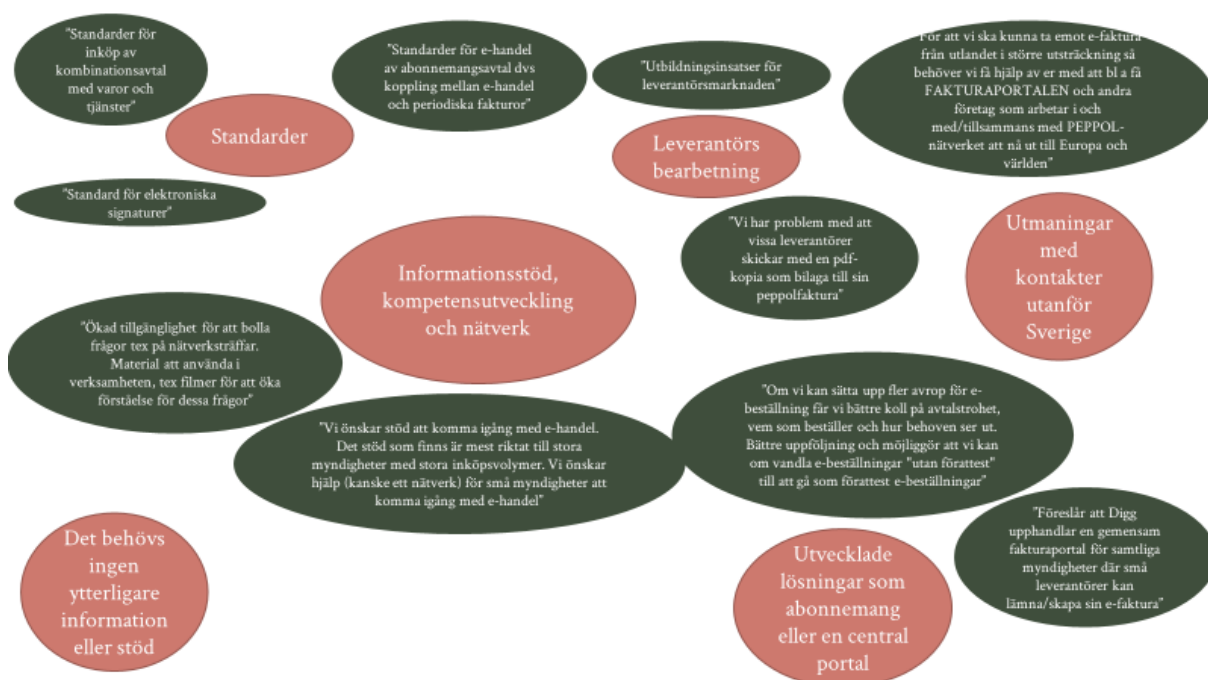 "Standarder för
inköp av
kombinationsavtal
med varor och
tjänster"
"Standarder för e-handel
av abonnemangsavtal dvs
koppling mellan e-handel
och periodiska fakturor"
"Utbildningsinsatser för
leverantörsmarknaden"
"För att vi ska kunna ta emot e-faktura
från utlandet i större utsträckning så
behöver vi få hjälp av er med att bl a få
FAKTURAPORTALEN och andra
företag som arbetar i och
med/tillsammans med PEPPOL-
nätverket att nå ut till Europa och
världen"
Standarder
Leverantörs
bearbetning
"Standard för elektroniska
signaturer"
"Vi har problem med att
vissa leverantörer
skickar med en pdf-
kopia som bilaga till sin
peppolfaktura"
Utmaningar
med
kontakter
utanför
Sverige
Informationsstöd,
kompetensutveckling
och nätverk
"Ökad tillgänglighet för att bolla
frågor tex på nätverksträffar.
Material att använda i
verksamheten, tex filmer för att öka
förståelse för dessa frågor"
"Vi önskar stöd att komma igång med e-handel.
Det stöd som finns är mest riktat till stora
myndigheter med stora inköpsvolymer. Vi önskar
hjälp (kanske ett nätverk) för små myndigheter att
komma igång med e-handel"
"Om vi kan sätta upp fler avrop för e-
beställning får vi bättre koll på avtalstrohet,
vem som beställer och hur behoven ser ut.
Bättre uppföljning och möjliggör att vi kan
om vandla e-beställningar "utan förattest"
till att gå som förattest e-beställningar"
"Föreslår att Digg
upphandlar en gemensam
fakturaportal för samtliga
myndigheter där små
leverantörer kan
lämna/skapa sin e-faktura"
Det behövs
ingen
ytterligare
information
eller stöd
Utvecklade
lösningar som
abonnemang
eller en central
portal